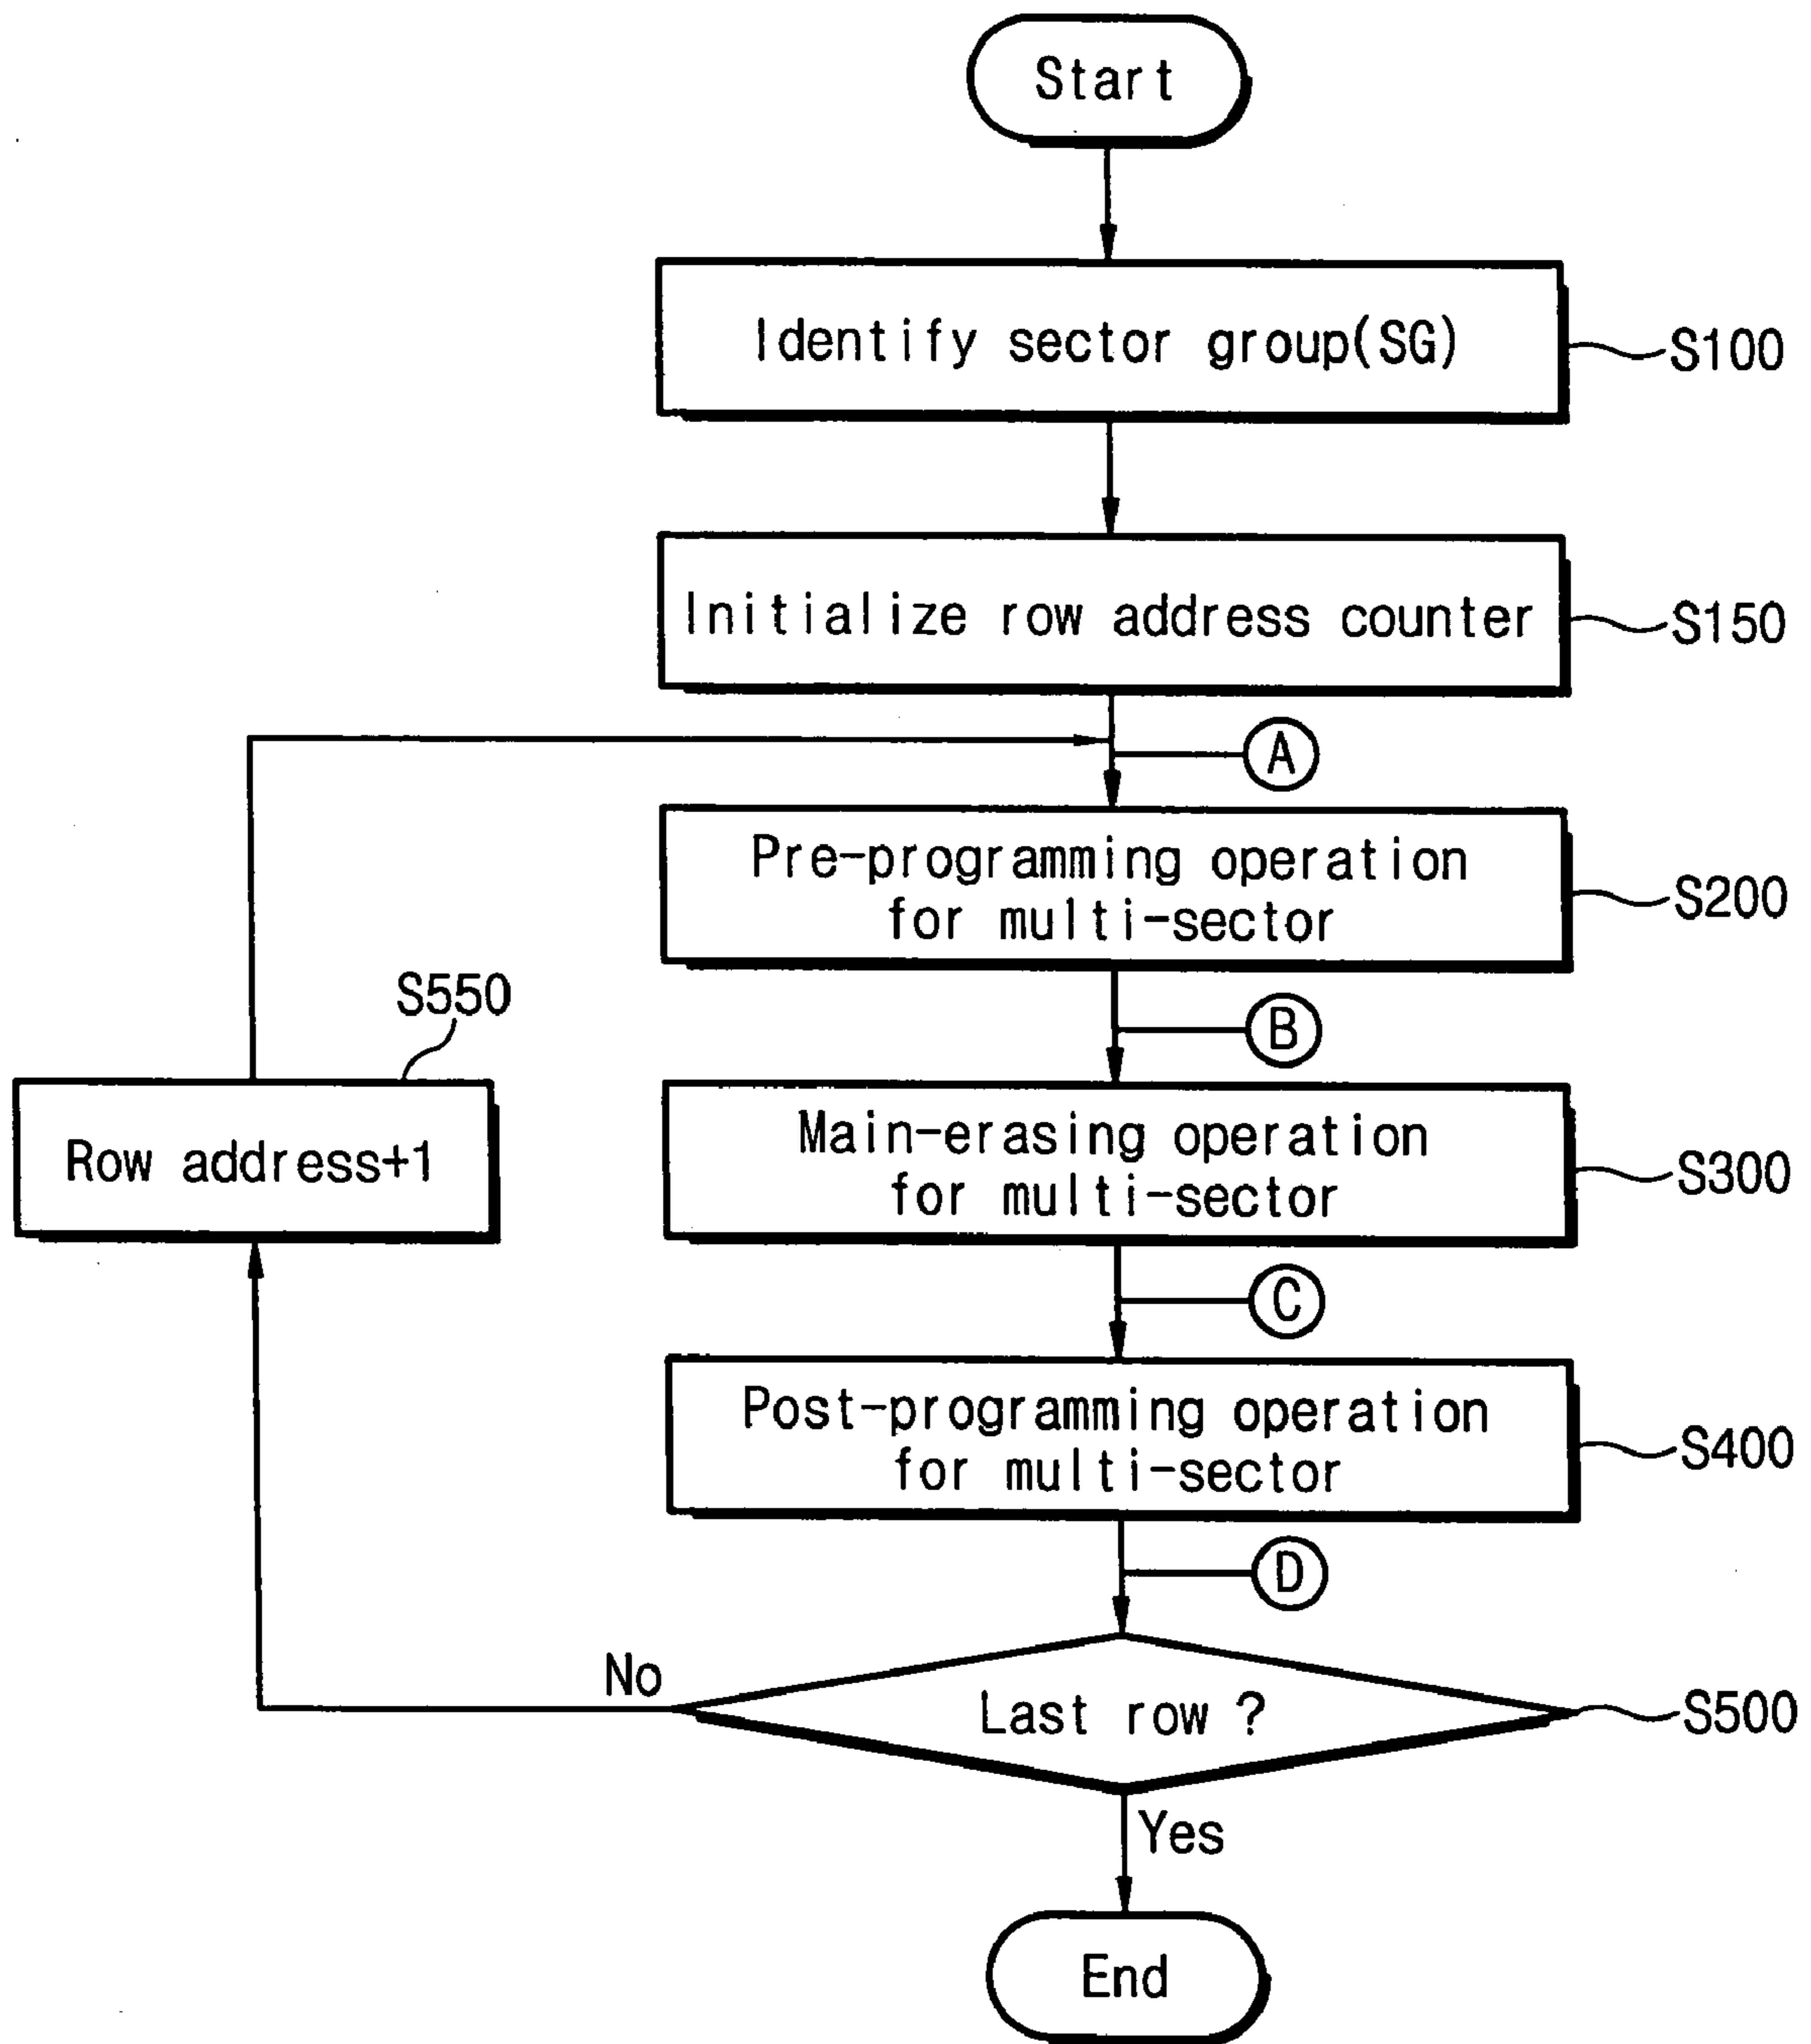 Start
Identify sector group(SG)
S100
Initialize row address counter
S150
A
Pre-programming operation
for multi-sector
S200
B
S550
Row address+1
Main-erasing operation
for multi-sector
S300
C
Post-programming operation
for multi-sector
S400
D
No
Last row ?
S500
Yes
End